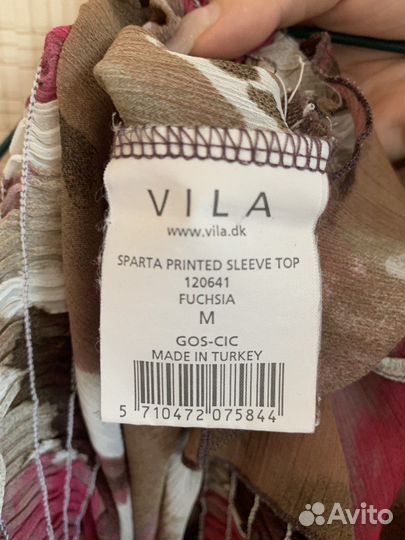 VILA
www.vila.dk
SPARTA PRINTED SLEEVE TOP
120641
FUCHSIA
M
GOS-CIC
MADE IN TURKEY
5 710472 075844
Avito